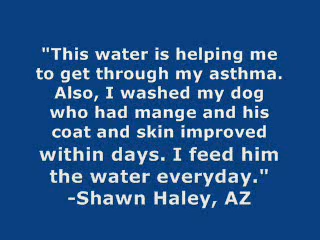 "This water is helping me
to get through my asthma.
Also, I washed my dog
who had mange and his
coat and skin improved
within days. I feed him
the water everyday."
-Shawn Haley, AZ